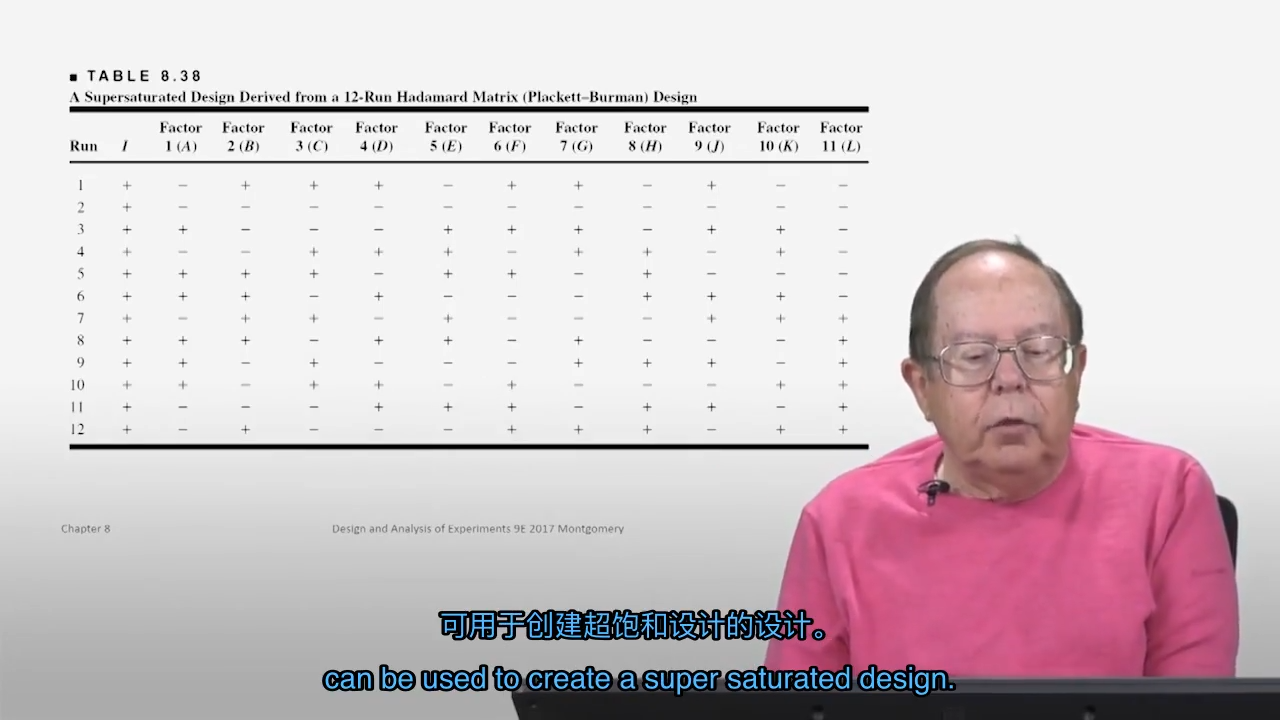 ■ TABLE 8.38
A Supersaturated Design Derived from a 12-Run Hadamard Matrix (Plackett–Burman) Design
Factor Factor Factor Factor Factor Factor Factor Factor Factor Factor Factor
Run I 1 (A) 2 (B) 3 (C) 4 (D) 5 (E) 6 (F) 7 (G) 8 (H) 9 (J) 10 (K) 11 (L)
1 + − + + + − + + − + − −
2 + − − − − − − − − − − −
3 + + − − − + + + − + + −
4 + − − + + + − + + − + −
5 + + + + − + + − + − − −
6 + + + − + − − − + + + −
7 + − + + − + − − − + + +
8 + + + − + + − + − − − +
9 + + − + − − − + + + − +
10 + + − + + − + − − − + +
11 + − − − + + + − + + − +
12 + − + − − − + + + − + +
Chapter 8
Design and Analysis of Experiments 9E 2017 Montgomery
可用于创建超饱和设计的设计。
can be used to create a super saturated design.